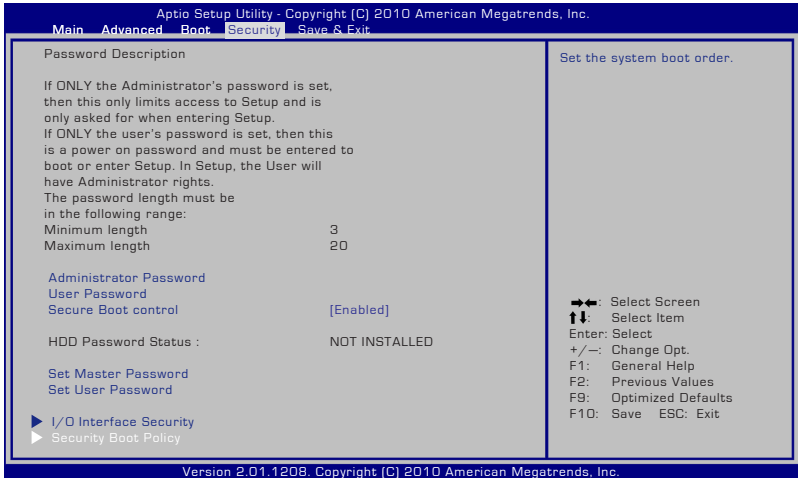 Aptio Setup Utility - Copyright (C) 2010 American Megatrends, Inc.
Main Advanced Boot Security Save & Exit
Password Description
If ONLY the Administrator's password is set,
then this only limits access to Setup and is
only asked for when entering Setup.
If ONLY the user's password is set, then this
is a power on password and must be entered to
boot or enter Setup. In Setup, the User will
have Administrator rights.
The password length must be
in the following range:
Minimum length 3
Maximum length 20
Administrator Password
User Password
Secure Boot control [Enabled]
HDD Password Status : NOT INSTALLED
Set Master Password
Set User Password
I/O Interface Security
Security Boot Policy
Set the system boot order.
→←: Select Screen
↑↓: Select Item
Enter: Select
+/—: Change Opt.
F1: General Help
F2: Previous Values
F9: Optimized Defaults
F10: Save ESC: Exit
Version 2.01.1208. Copyright (C) 2010 American Megatrends, Inc.